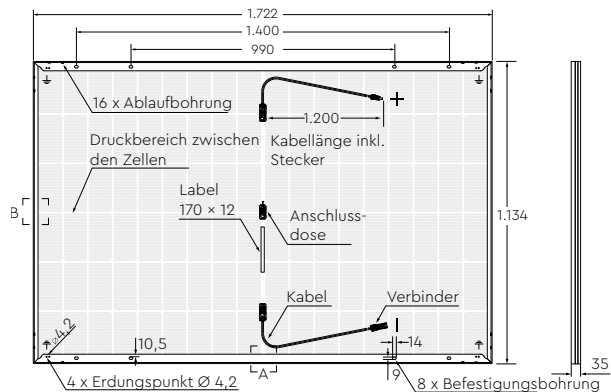 1.722
1.400
990
16 x Ablaufbohrung
+
1.200
Druckbereich zwischen
den Zellen
Kabellänge inkl.
Stecker
Label
170 × 12
B
Anschluss-
dose
1.134
Kabel
Verbinder
ø4,2
10,5
14
A
9
35
4 x Erdungspunkt Ø 4,2
8 x Befestigungsbohrung